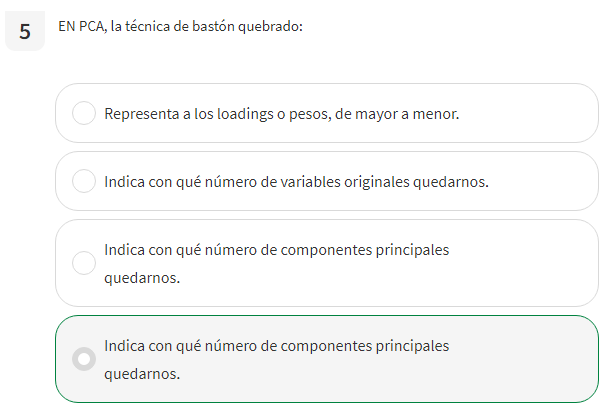 5
EN PCA, la técnica de bastón quebrado:
Representa a los loadings o pesos, de mayor a menor.
Indica con qué número de variables originales quedarnos.
Indica con qué número de componentes principales
quedarnos.
Indica con qué número de componentes principales
quedarnos.